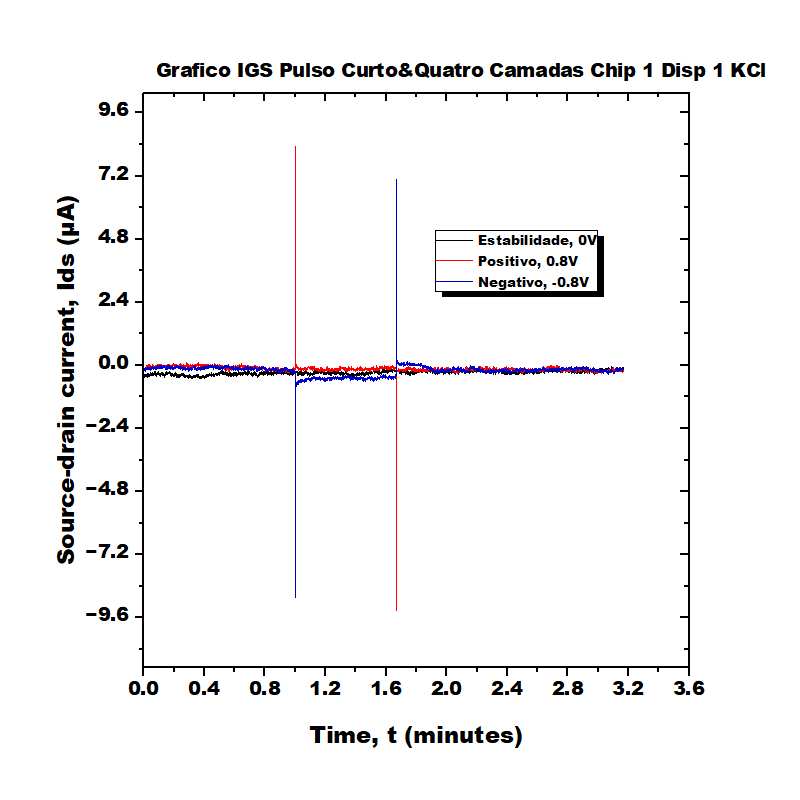 Grafico IGS Pulso Curto&Quatro Camadas Chip 1 Disp 1 KCl
9.6
7.2
4.8
2.4
0.0
−2.4
−4.8
−7.2
−9.6
Source-drain current, Ids (µA)
Estabilidade, 0V
Positivo, 0.8V
Negativo, -0.8V
0.0 0.4 0.8 1.2 1.6 2.0 2.4 2.8 3.2 3.6
Time, t (minutes)